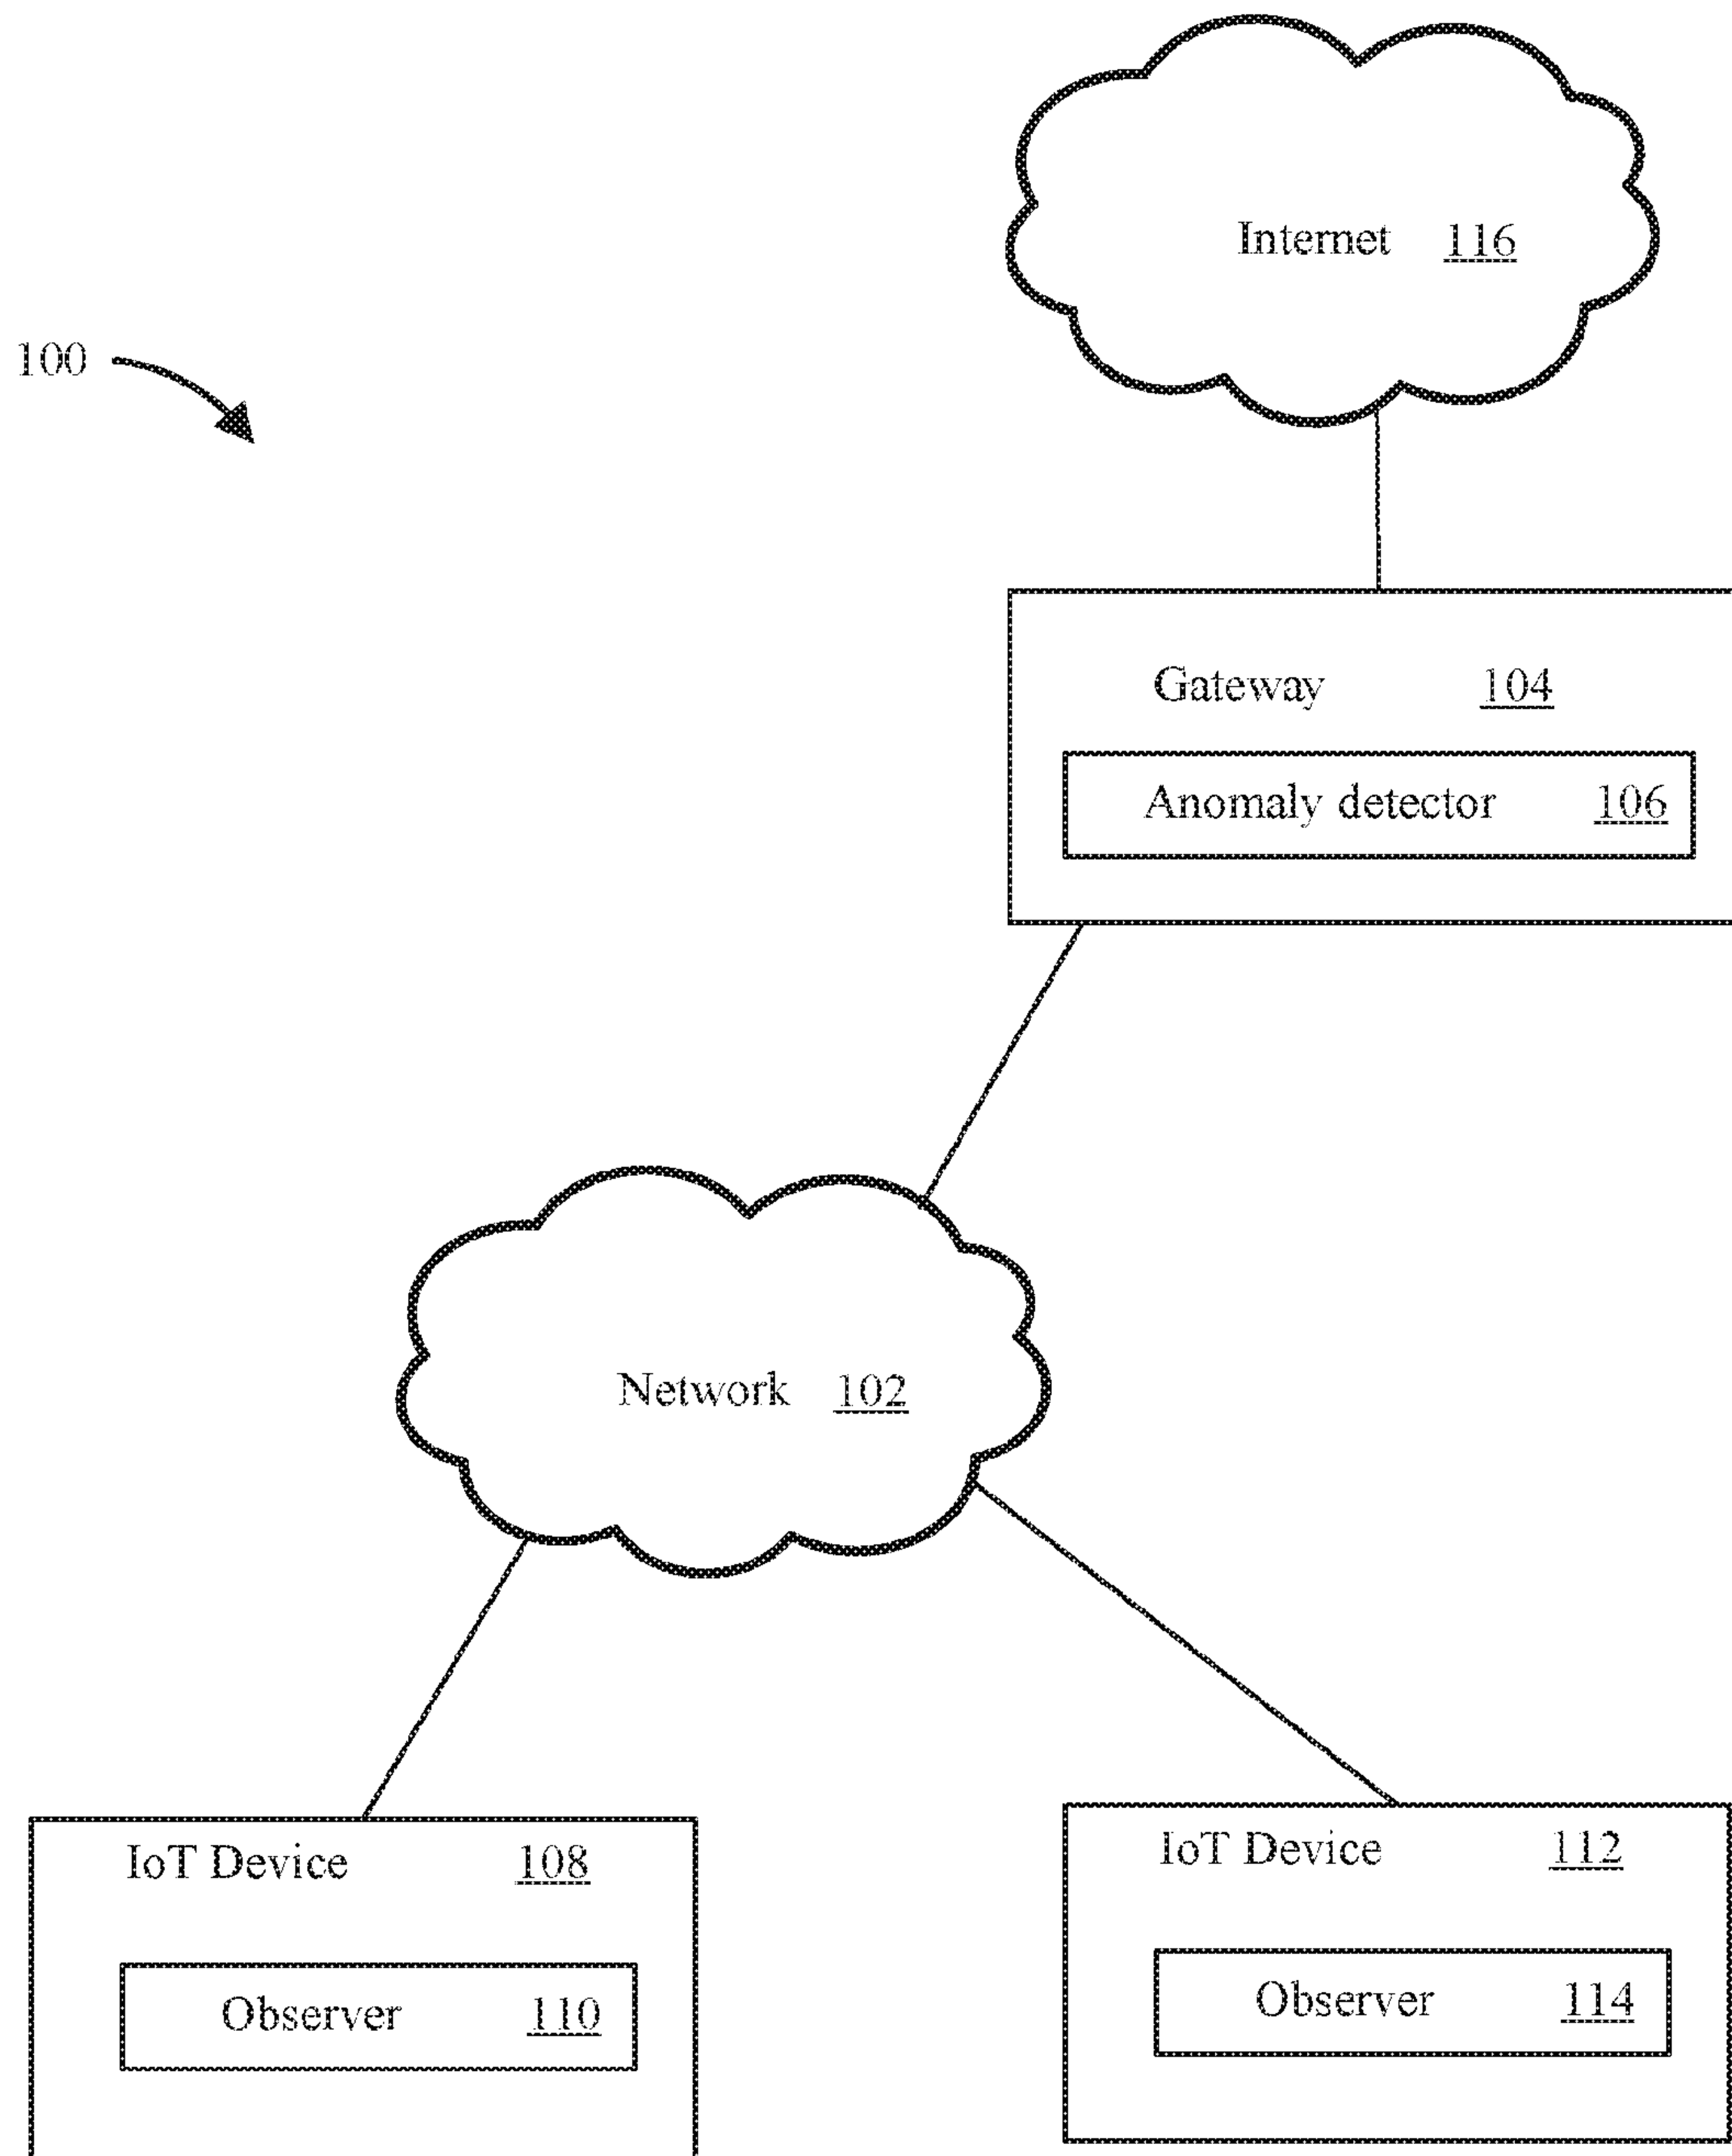 Internet 116
100
Gateway 104
Anomaly detector 106
Network 102
IoT Device 108
IoT Device 112
Observer 110
Observer 114